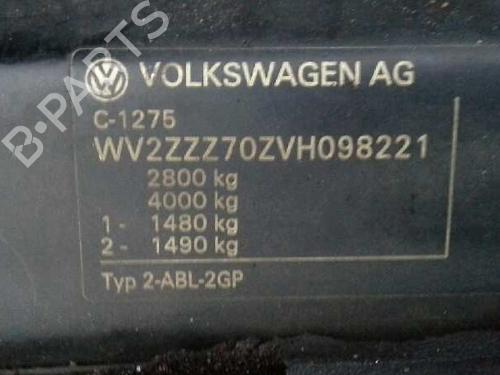 B-PARTS
VOLKSWAGEN AG
C-1275
WV2ZZZ70ZVH098221
2800 kg
4000 kg
1- 1480 kg
2- 1490 kg
Typ 2-ABL-2GP